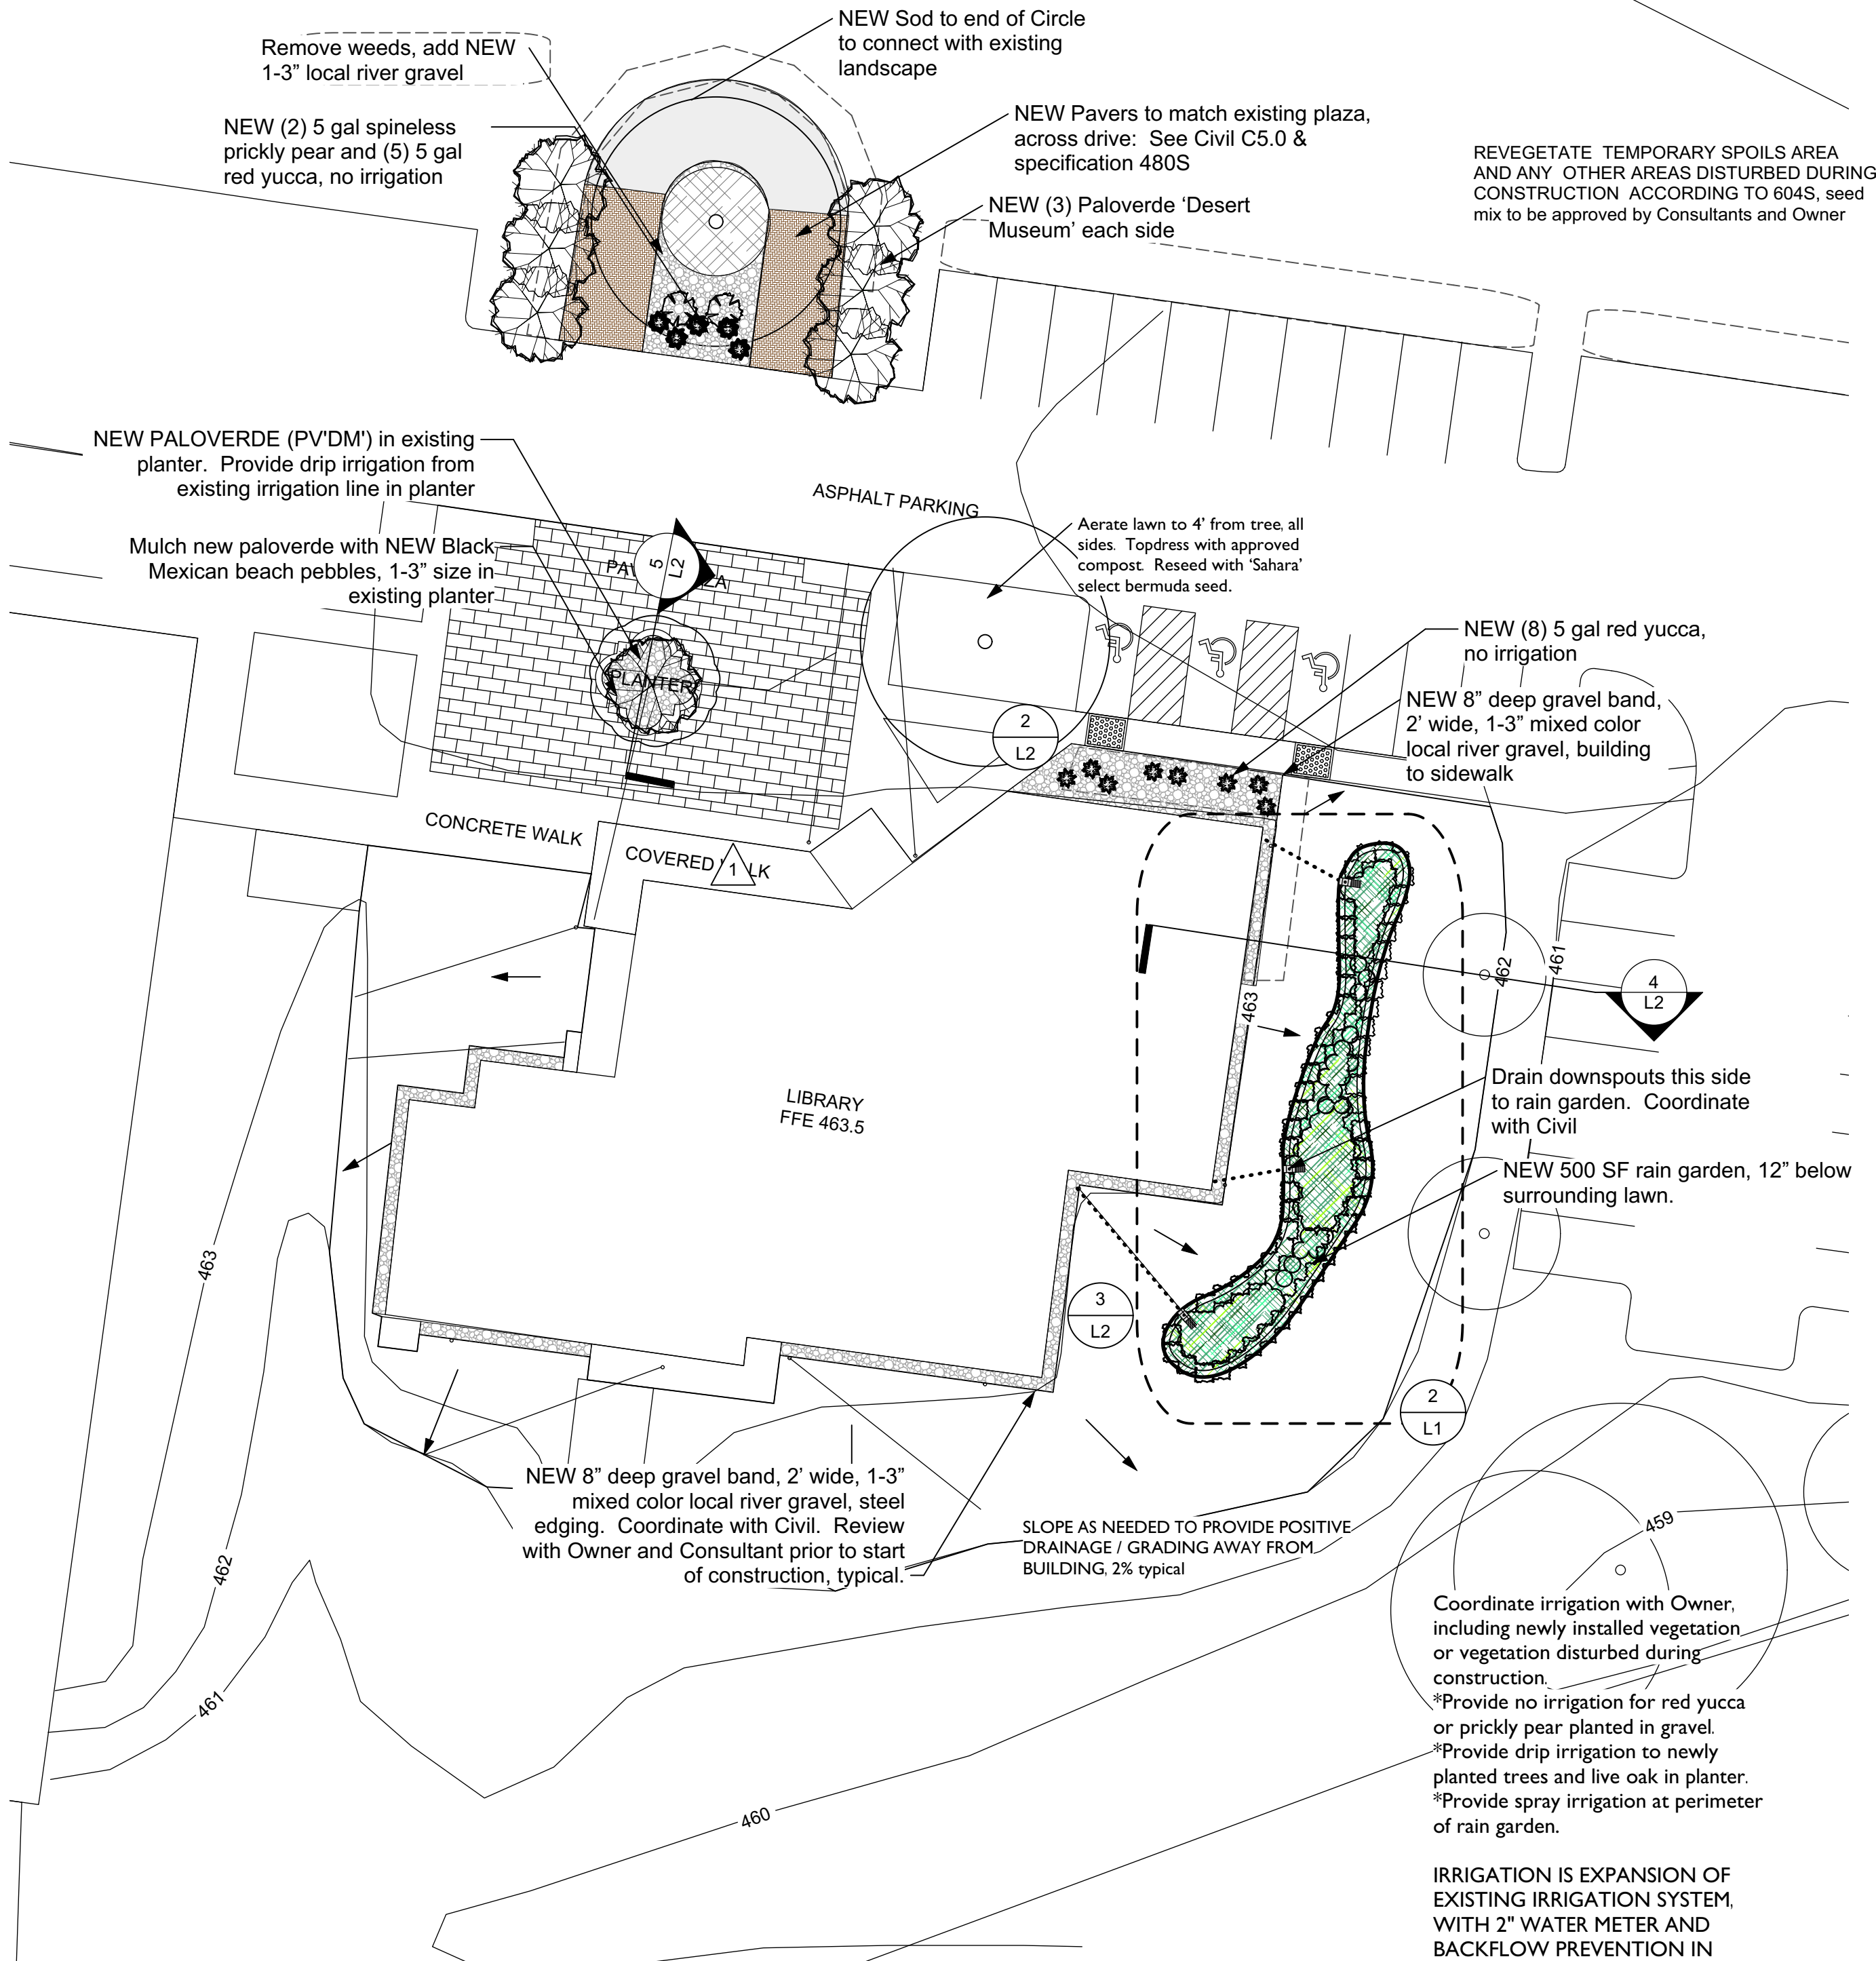 NEW Sod to end of Circle
to connect with existing
landscape
Remove weeds, add NEW
1-3” local river gravel
NEW (2) 5 gal spineless
prickly pear and (5) 5 gal
red yucca, no irrigation
NEW Pavers to match existing plaza,
across drive: See Civil C5.0 &
specification 480S
NEW (3) Paloverde ‘Desert
Museum’ each side
REVEGETATE TEMPORARY SPOILS AREA
AND ANY OTHER AREAS DISTURBED DURING
CONSTRUCTION ACCORDING TO 604S, seed
mix to be approved by Consultants and Owner
NEW PALOVERDE (PV'DM') in existing
planter. Provide drip irrigation from
existing irrigation line in planter
Mulch new paloverde with NEW Black
Mexican beach pebbles, 1-3” size in
existing planter
ASPHALT PARKING
5
L2
PLANTER
Aerate lawn to 4' from tree, all
sides. Topdress with approved
compost. Reseed with ‘Sahara’
select bermuda seed.
NEW (8) 5 gal red yucca,
no irrigation
NEW 8” deep gravel band,
2’ wide, 1-3” mixed color
local river gravel, building
to sidewalk
2
L2
CONCRETE WALK
COVERED
1
463
462
461
4
L2
LIBRARY
FFE 463.5
Drain downspouts this side
to rain garden. Coordinate
with Civil
NEW 500 SF rain garden, 12” below
surrounding lawn.
3
L2
2
L1
463
462
461
NEW 8” deep gravel band, 2’ wide, 1-3”
mixed color local river gravel, steel
edging. Coordinate with Civil. Review
with Owner and Consultant prior to start
of construction, typical.
SLOPE AS NEEDED TO PROVIDE POSITIVE
DRAINAGE / GRADING AWAY FROM
BUILDING, 2% typical
459
460
Coordinate irrigation with Owner,
including newly installed vegetation
or vegetation disturbed during
construction.
*Provide no irrigation for red yucca
or prickly pear planted in gravel.
*Provide drip irrigation to newly
planted trees and live oak in planter.
*Provide spray irrigation at perimeter
of rain garden.
IRRIGATION IS EXPANSION OF
EXISTING IRRIGATION SYSTEM,
WITH 2" WATER METER AND
BACKFLOW PREVENTION IN